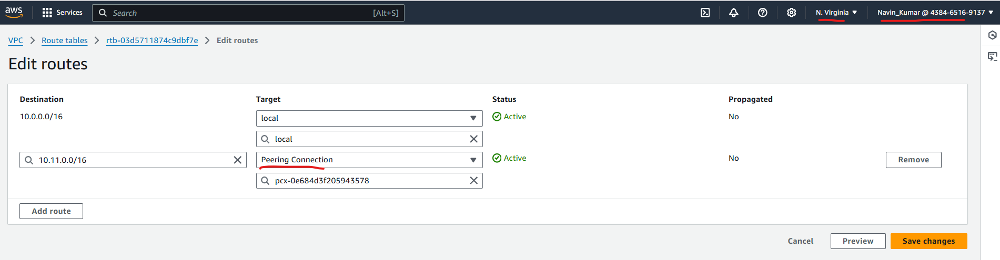 aws Services Search [Alt+S] N. Virginia Navin_Kumar @ 4384-6516-9137
VPC Route tables rtb-03d5711874c9dbf7e Edit routes
Edit routes
Destination Target Status Propagated
10.0.0.0/16 local Active No
local
10.11.0.0/16 Peering Connection Active No Remove
pcx-0e684d3f205943578
Add route
Cancel Preview Save changes